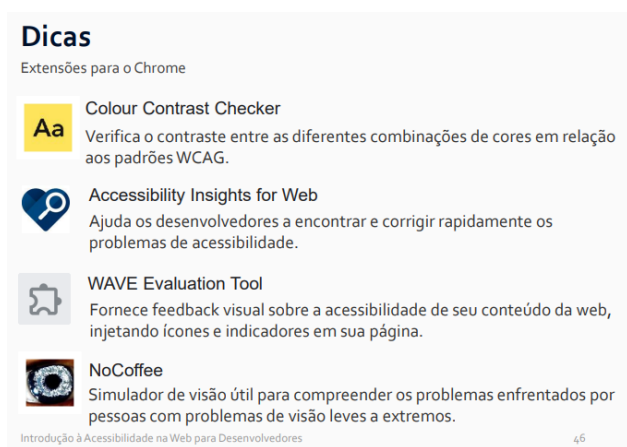 Dicas
Extensões para o Chrome
Aa
Colour Contrast Checker
Verifica o contraste entre as diferentes combinações de cores em relação
aos padrões WCAG.
Accessibility Insights for Web
Ajuda os desenvolvedores a encontrar e corrigir rapidamente os
problemas de acessibilidade.
WAVE Evaluation Tool
Fornece feedback visual sobre a acessibilidade de seu conteúdo da web,
injetando ícones e indicadores em sua página.
NoCoffee
Simulador de visão útil para compreender os problemas enfrentados por
pessoas com problemas de visão leves a extremos.
Introdução à Acessibilidade na Web para Desenvolvedores 46